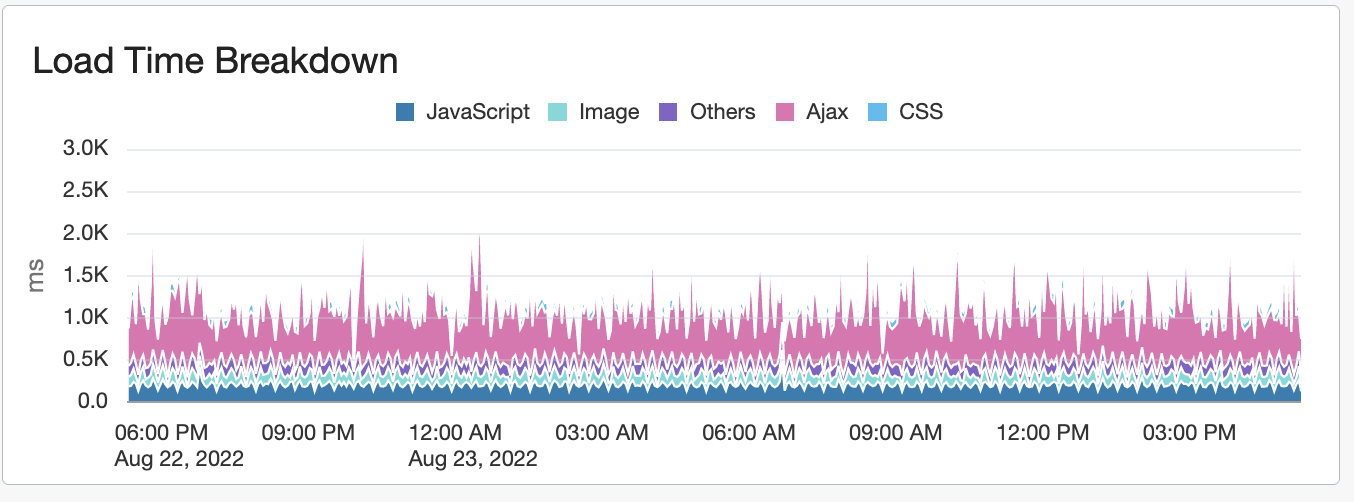 Load Time Breakdown
JavaScript Image Others Ajax CSS
3.0K
2.5K
2.0K
1.5K
1.0K
0.5K
0.0
ms
06:00 PM 09:00 PM 12:00 AM 03:00 AM 06:00 AM 09:00 AM 12:00 PM 03:00 PM
Aug 22, 2022 Aug 23, 2022